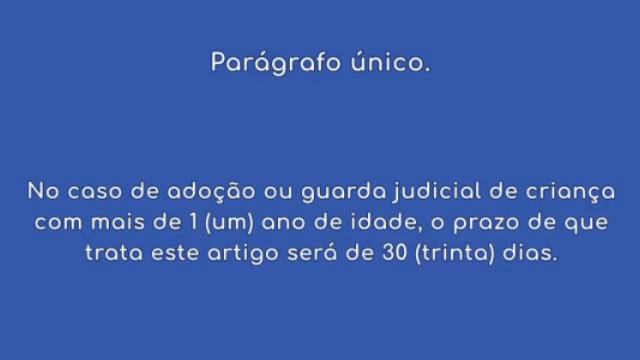 Parágrafo único.
No caso de adoção ou guarda judicial de criança
com mais de 1 (um) ano de idade, o prazo de que
trata este artigo será de 30 (trinta) dias.